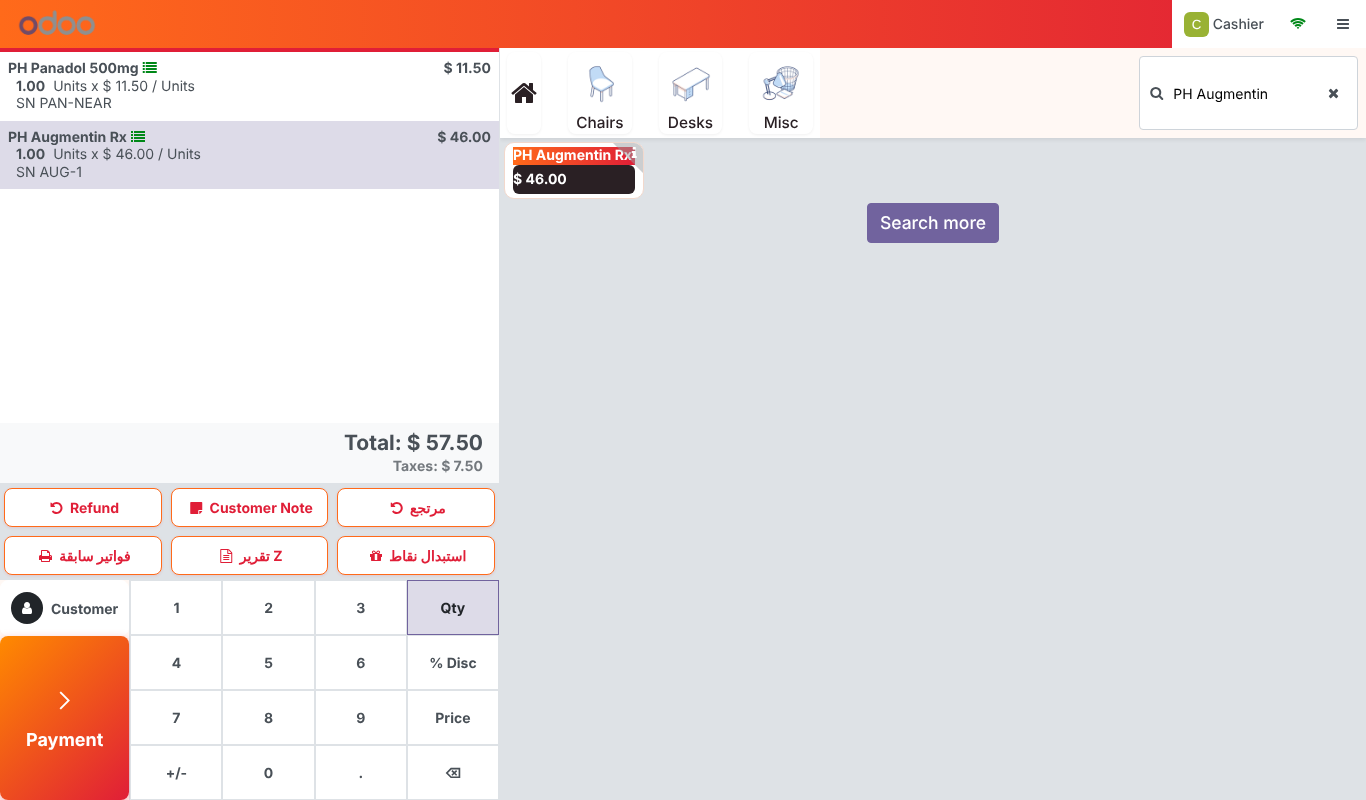 odoo
C Cashier
PH Panadol 500mg $ 11.50
1.00 Units x $ 11.50 / Units
SN PAN-NEAR
PH Augmentin Rx $ 46.00
1.00 Units x $ 46.00 / Units
SN AUG-1
Total: $ 57.50
Taxes: $ 7.50
Refund
Customer Note
مرتجع
فواتير سابقة
تقرير Z
استبدال نقاط
Customer
1 2 3 Qty
4 5 6 % Disc
7 8 9 Price
+/- 0 .
Payment
Chairs
Desks
Misc
PH Augmentin
PH Augmentin Rx
$ 46.00
Search more